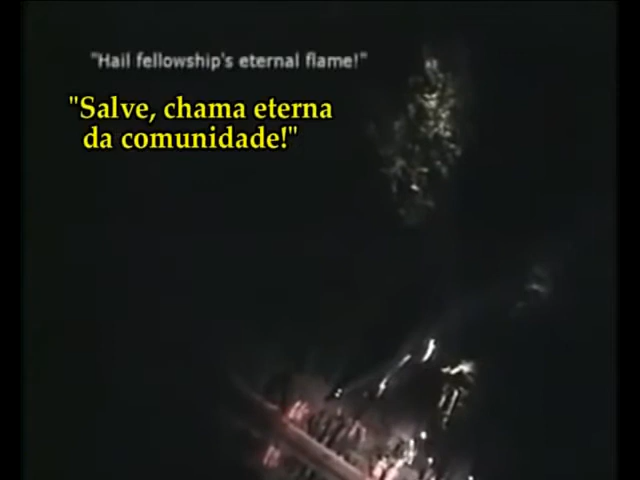 "Hail fellowship's eternal flame!"
"Salve, chama eterna
da comunidade!"